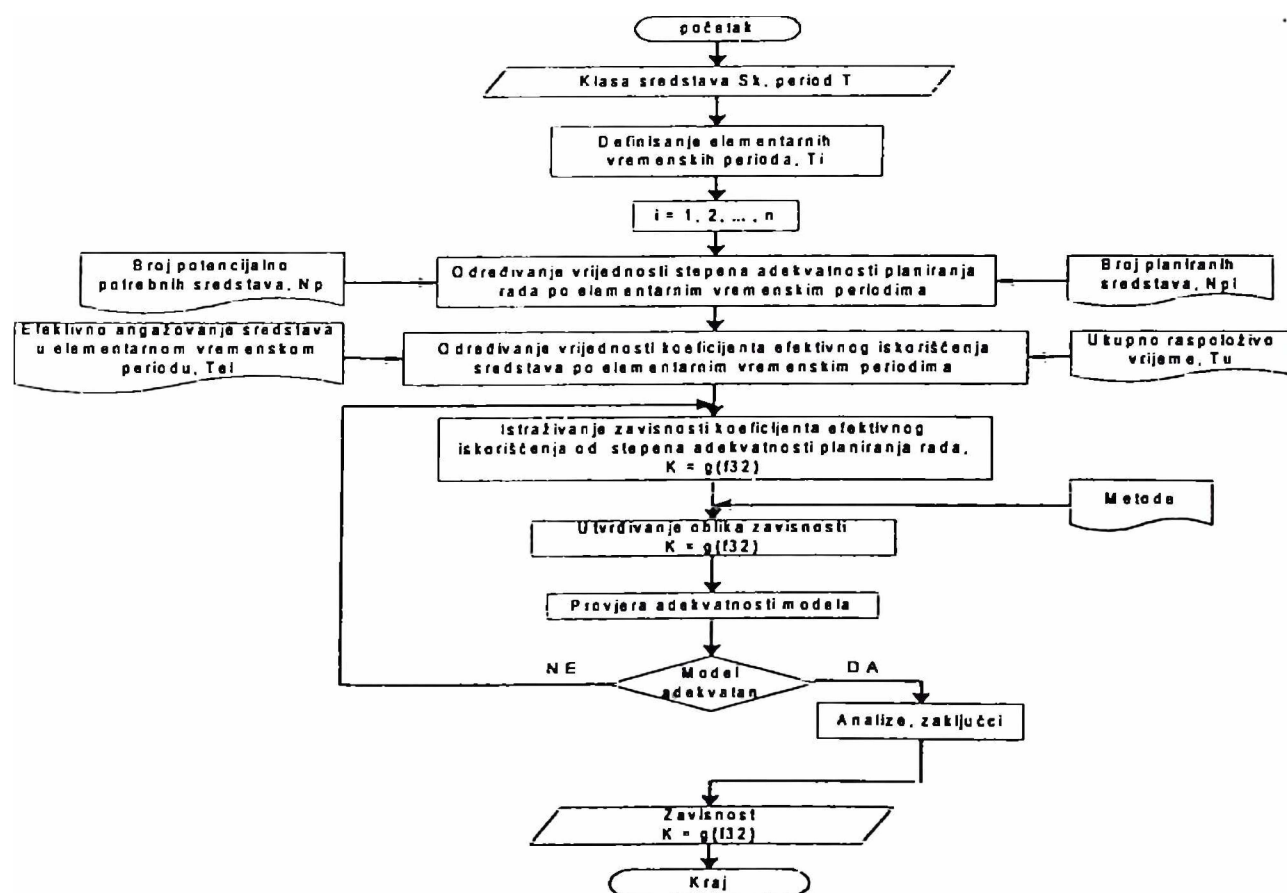 početak
Klasa sredstava Sk, period T
Definisanje elementarnih
vremenskih perioda, Ti
i = 1, 2, ... , n
Broj potencijalno
potrebnih sredstava, Np
Određivanje vrijednosti stepena adekvatnosti planiranja
rada po elementarnim vremenskim periodima
Broj planiranih
sredstava, Npl
Efektivno angažovanje sredstava
u elementarnom vremenskom
periodu, Tei
Određivanje vrijednosti koeficijenta efektivnog iskorišćenja
sredstava po elementarnim vremenskim periodima
Ukupno raspoloživo
vrijeme, Tu
Istraživanje zavisnosti koeficijenta efektivnog
iskorišćenja od stepena adekvatnosti planiranja rada,
K = g(f32)
Metode
Utvrđivanje oblika zavisnosti
K = g(f32)
Provjera adekvatnosti modela
NE
Model
adekvatan
DA
Analize, zaključci
Zavisnost
K = g(f32)
Kraj